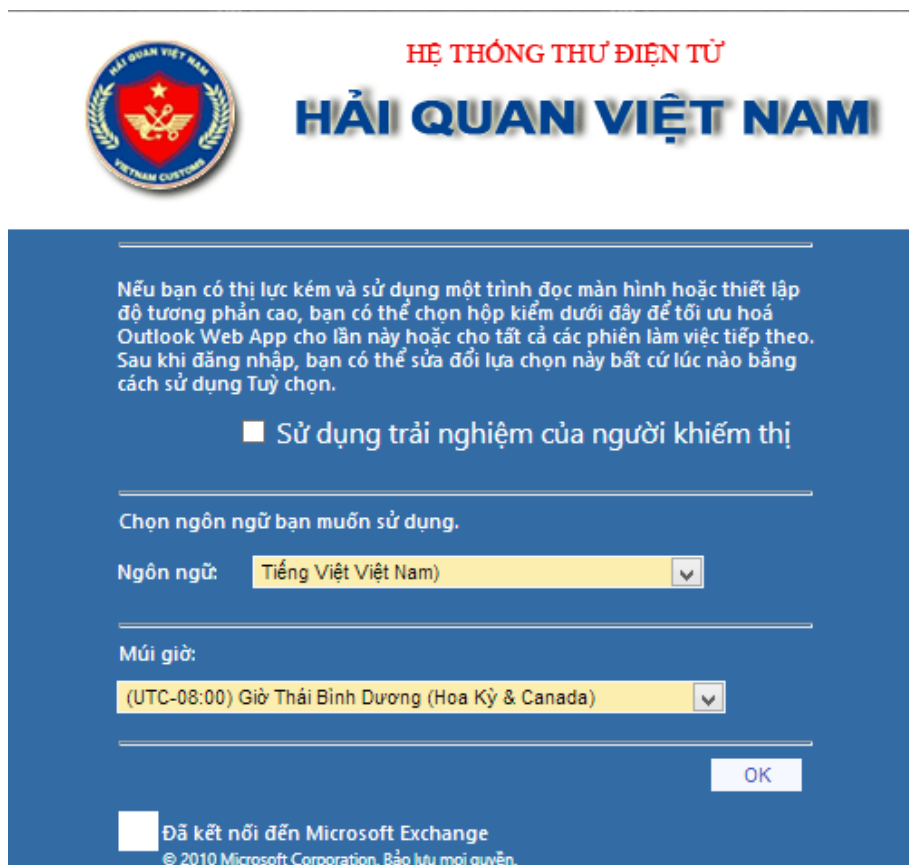 HẢI QUAN VIỆT NAM
VIETNAM CUSTOMS
HỆ THỐNG THƯ ĐIỆN TỬ
HẢI QUAN VIỆT NAM
Nếu bạn có thị lực kém và sử dụng một trình đọc màn hình hoặc thiết lập
độ tương phản cao, bạn có thể chọn hộp kiểm dưới đây để tối ưu hoá
Outlook Web App cho lần này hoặc cho tất cả các phiên làm việc tiếp theo.
Sau khi đăng nhập, bạn có thể sửa đổi lựa chọn này bất cứ lúc nào bằng
cách sử dụng Tuỳ chọn.
Sử dụng trải nghiệm của người khiếm thị
Chọn ngôn ngữ bạn muốn sử dụng.
Ngôn ngữ: Tiếng Việt Việt Nam)
Múi giờ:
(UTC-08:00) Giờ Thái Bình Dương (Hoa Kỳ & Canada)
OK
Đã kết nối đến Microsoft Exchange
© 2010 Microsoft Corporation. Bảo lưu mọi quyền.